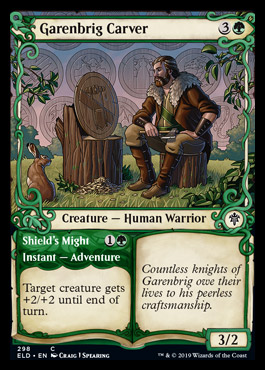 Garenbrig Carver 3
Creature — Human Warrior
Shield's Might 1
Instant — Adventure
Target creature gets
+2/+2 until end of
turn.
Countless knights of
Garenbrig owe their
lives to his peerless
craftsmanship.
3/2
298 C
ELD • EN Craig J Spearing
™ & © 2019 Wizards of the Coast